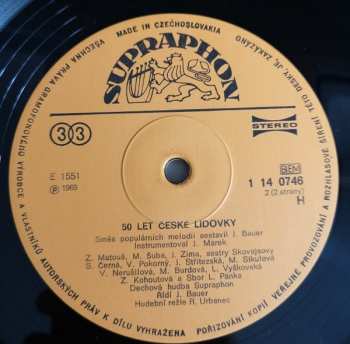 MADE IN CZECHOSLOVAKIA
VŠECHNA PRÁVA GRAMOFONOVÉHO VÝROBCE A VLASTNÍKŮ AUTORSKÝCH PRÁV K DÍLU VYHRAŽENA
POŘIZOVÁNÍ KOPIÍ VEŘEJNÉ PROVOZOVÁNÍ A ROZHLASOVÉ ŠÍŘENÍ TÉTO DESKY JE ZAKÁZÁNO
SUPRAPHON
33
STEREO
E 1551
℗ 1969
BIEM
1 14 0746
2 (2 strany)
H
50 LET ČESKÉ LIDOVKY
Směs populárních melodií sestavil J. Bauer
Instrumentoval J. Marek
Z. Maťová, M. Šuba, J. Zíma, sestry Skovajsovy
S. Černá, V. Pokorný, J. Střítezská, M. Sikulová
V. Nerušilová, M. Burdová, L. Vyškovská
Z. Kohoutová a Sbor L. Pánka
Dechová hudba Supraphon
Řídí J. Bauer
Hudební režie R. Urbanec